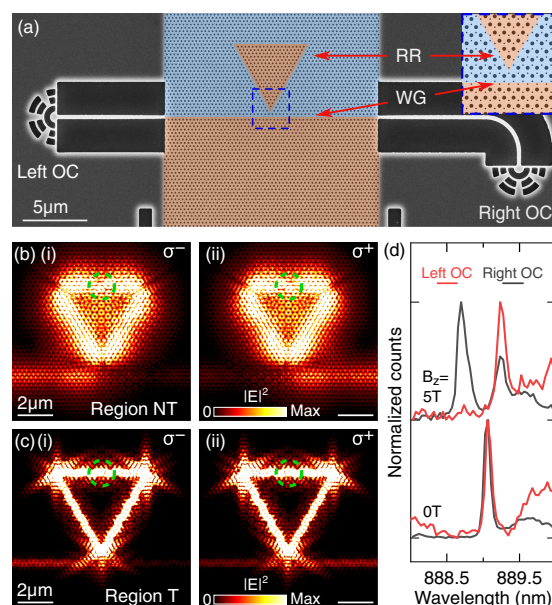 (a)
RR
WG
Left OC
5μm
Right OC
(b) (i) σ−
(ii) σ+
2μm Region NT
0 |E|² Max
(c) (i) σ−
(ii) σ+
2μm Region T
0 |E|² Max
(d)
Left OC Right OC
Normalized counts
B_z=
5T
0T
888.5 889.5
Wavelength (nm)